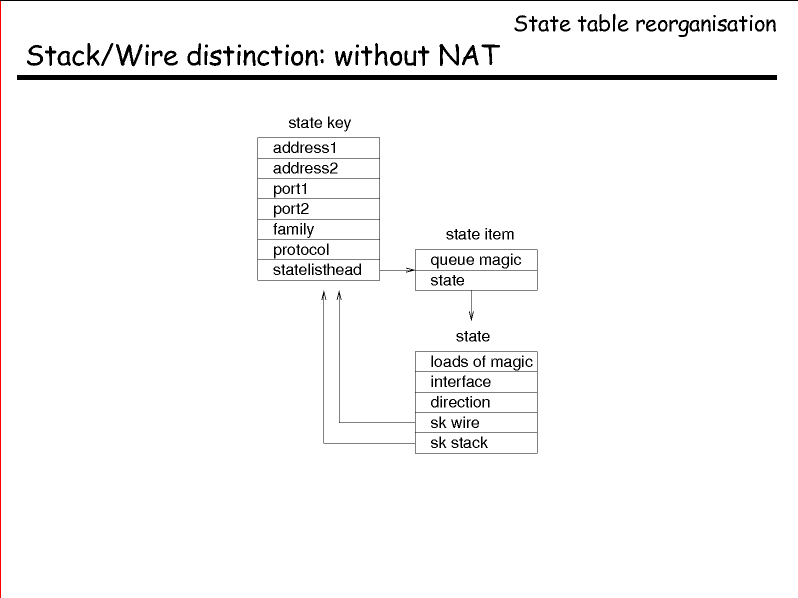 State table reorganisation
Stack/Wire distinction: without NAT
state key
address1
address2
port1
port2
family
protocol
statelisthead
state item
queue magic
state
state
loads of magic
interface
direction
sk wire
sk stack